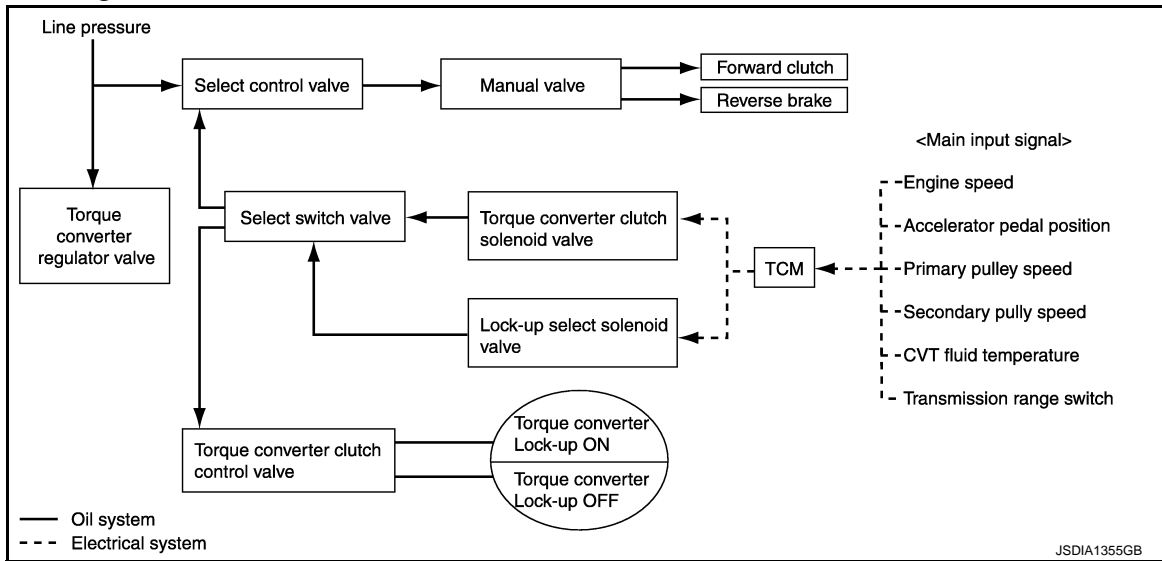 Line pressure
Select control valve
Manual valve
Forward clutch
Reverse brake
<Main input signal>
Torque
converter
regulator valve
Select switch valve
Torque converter clutch
solenoid valve
TCM
Engine speed
Accelerator pedal position
Primary pulley speed
Secondary pully speed
CVT fluid temperature
Transmission range switch
Lock-up select solenoid
valve
Torque converter clutch
control valve
Torque converter
Lock-up ON
Torque converter
Lock-up OFF
Oil system
Electrical system
JSDIA1355GB